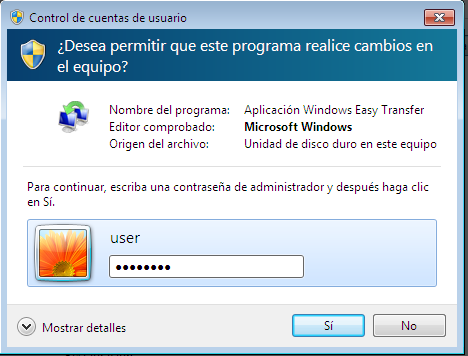 Control de cuentas de usuario
¿Desea permitir que este programa realice cambios en
el equipo?
Nombre del programa: Aplicación Windows Easy Transfer
Editor comprobado: Microsoft Windows
Origen del archivo: Unidad de disco duro en este equipo
Para continuar, escriba una contraseña de administrador y después haga clic
en Sí.
user
••••••••
Mostrar detalles
Sí
No